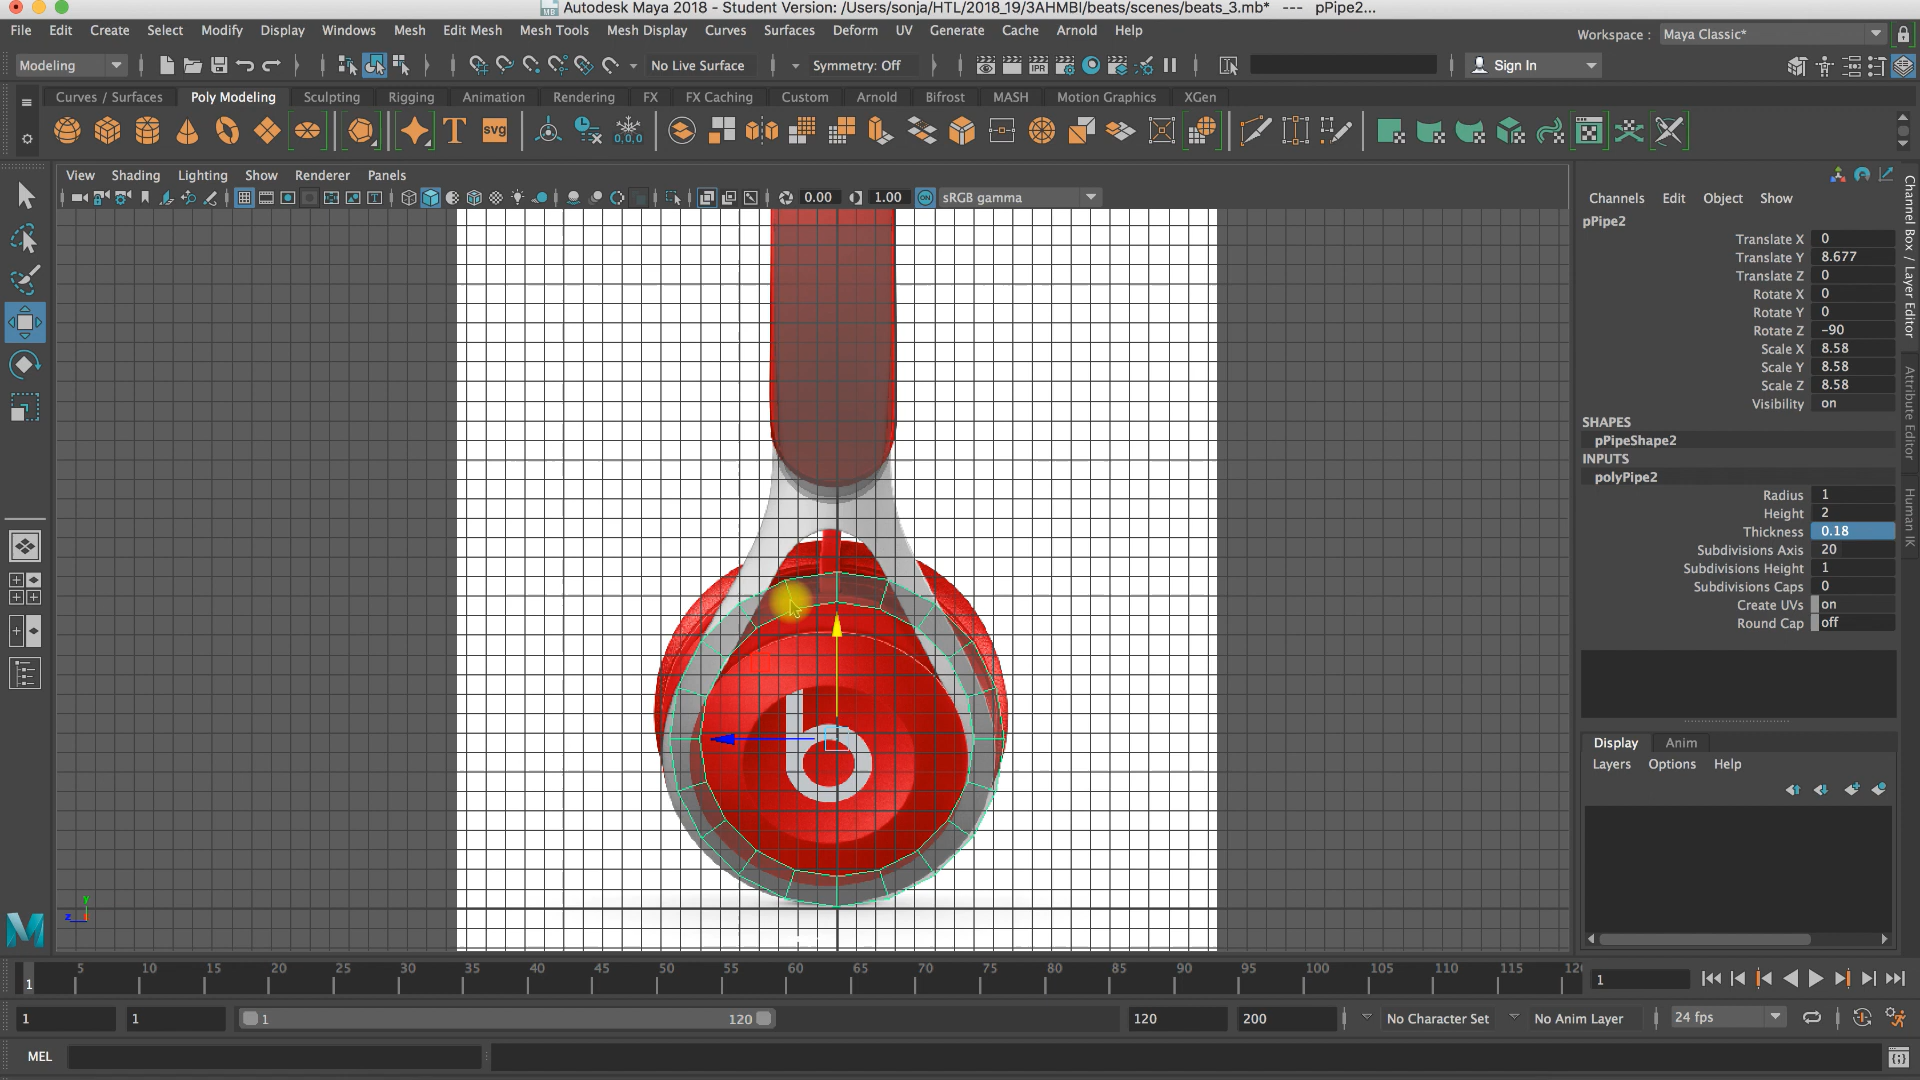 Autodesk Maya 2018 - Student Version: /Users/sonja/HTL/2018_19/3AHMBI/beats/scenes/beats_3.mb* --- pPipe2...
File Edit Create Select Modify Display Windows Mesh Edit Mesh Mesh Tools Mesh Display Curves Surfaces Deform UV Generate Cache Arnold Help
Workspace : Maya Classic*
Modeling No Live Surface Symmetry: Off IPR Sign In
Curves / Surfaces Poly Modeling Sculpting Rigging Animation Rendering FX FX Caching Custom Arnold Bifrost MASH Motion Graphics XGen
T svg 0,0,0
View Shading Lighting Show Renderer Panels
0.00 1.00 ON sRGB gamma
Channels Edit Object Show
pPipe2
Translate X 0
Translate Y 8.677
Translate Z 0
Rotate X 0
Rotate Y 0
Rotate Z -90
Scale X 8.58
Scale Y 8.58
Scale Z 8.58
Visibility on
SHAPES
pPipeShape2
INPUTS
polyPipe2
Radius 1
Height 2
Thickness 0.18
Subdivisions Axis 20
Subdivisions Height 1
Subdivisions Caps 0
Create UVs on
Round Cap off
Channel Box / Layer Editor
Attribute Editor
Human IK
b
Display Anim
Layers Options Help
y
z
M
5 10 15 20 25 30 35 40 45 50 55 60 65 70 75 80 85 90 95 100 105 110 115 12
1 1
1 1 1 120 120 200 No Character Set No Anim Layer 24 fps
MEL